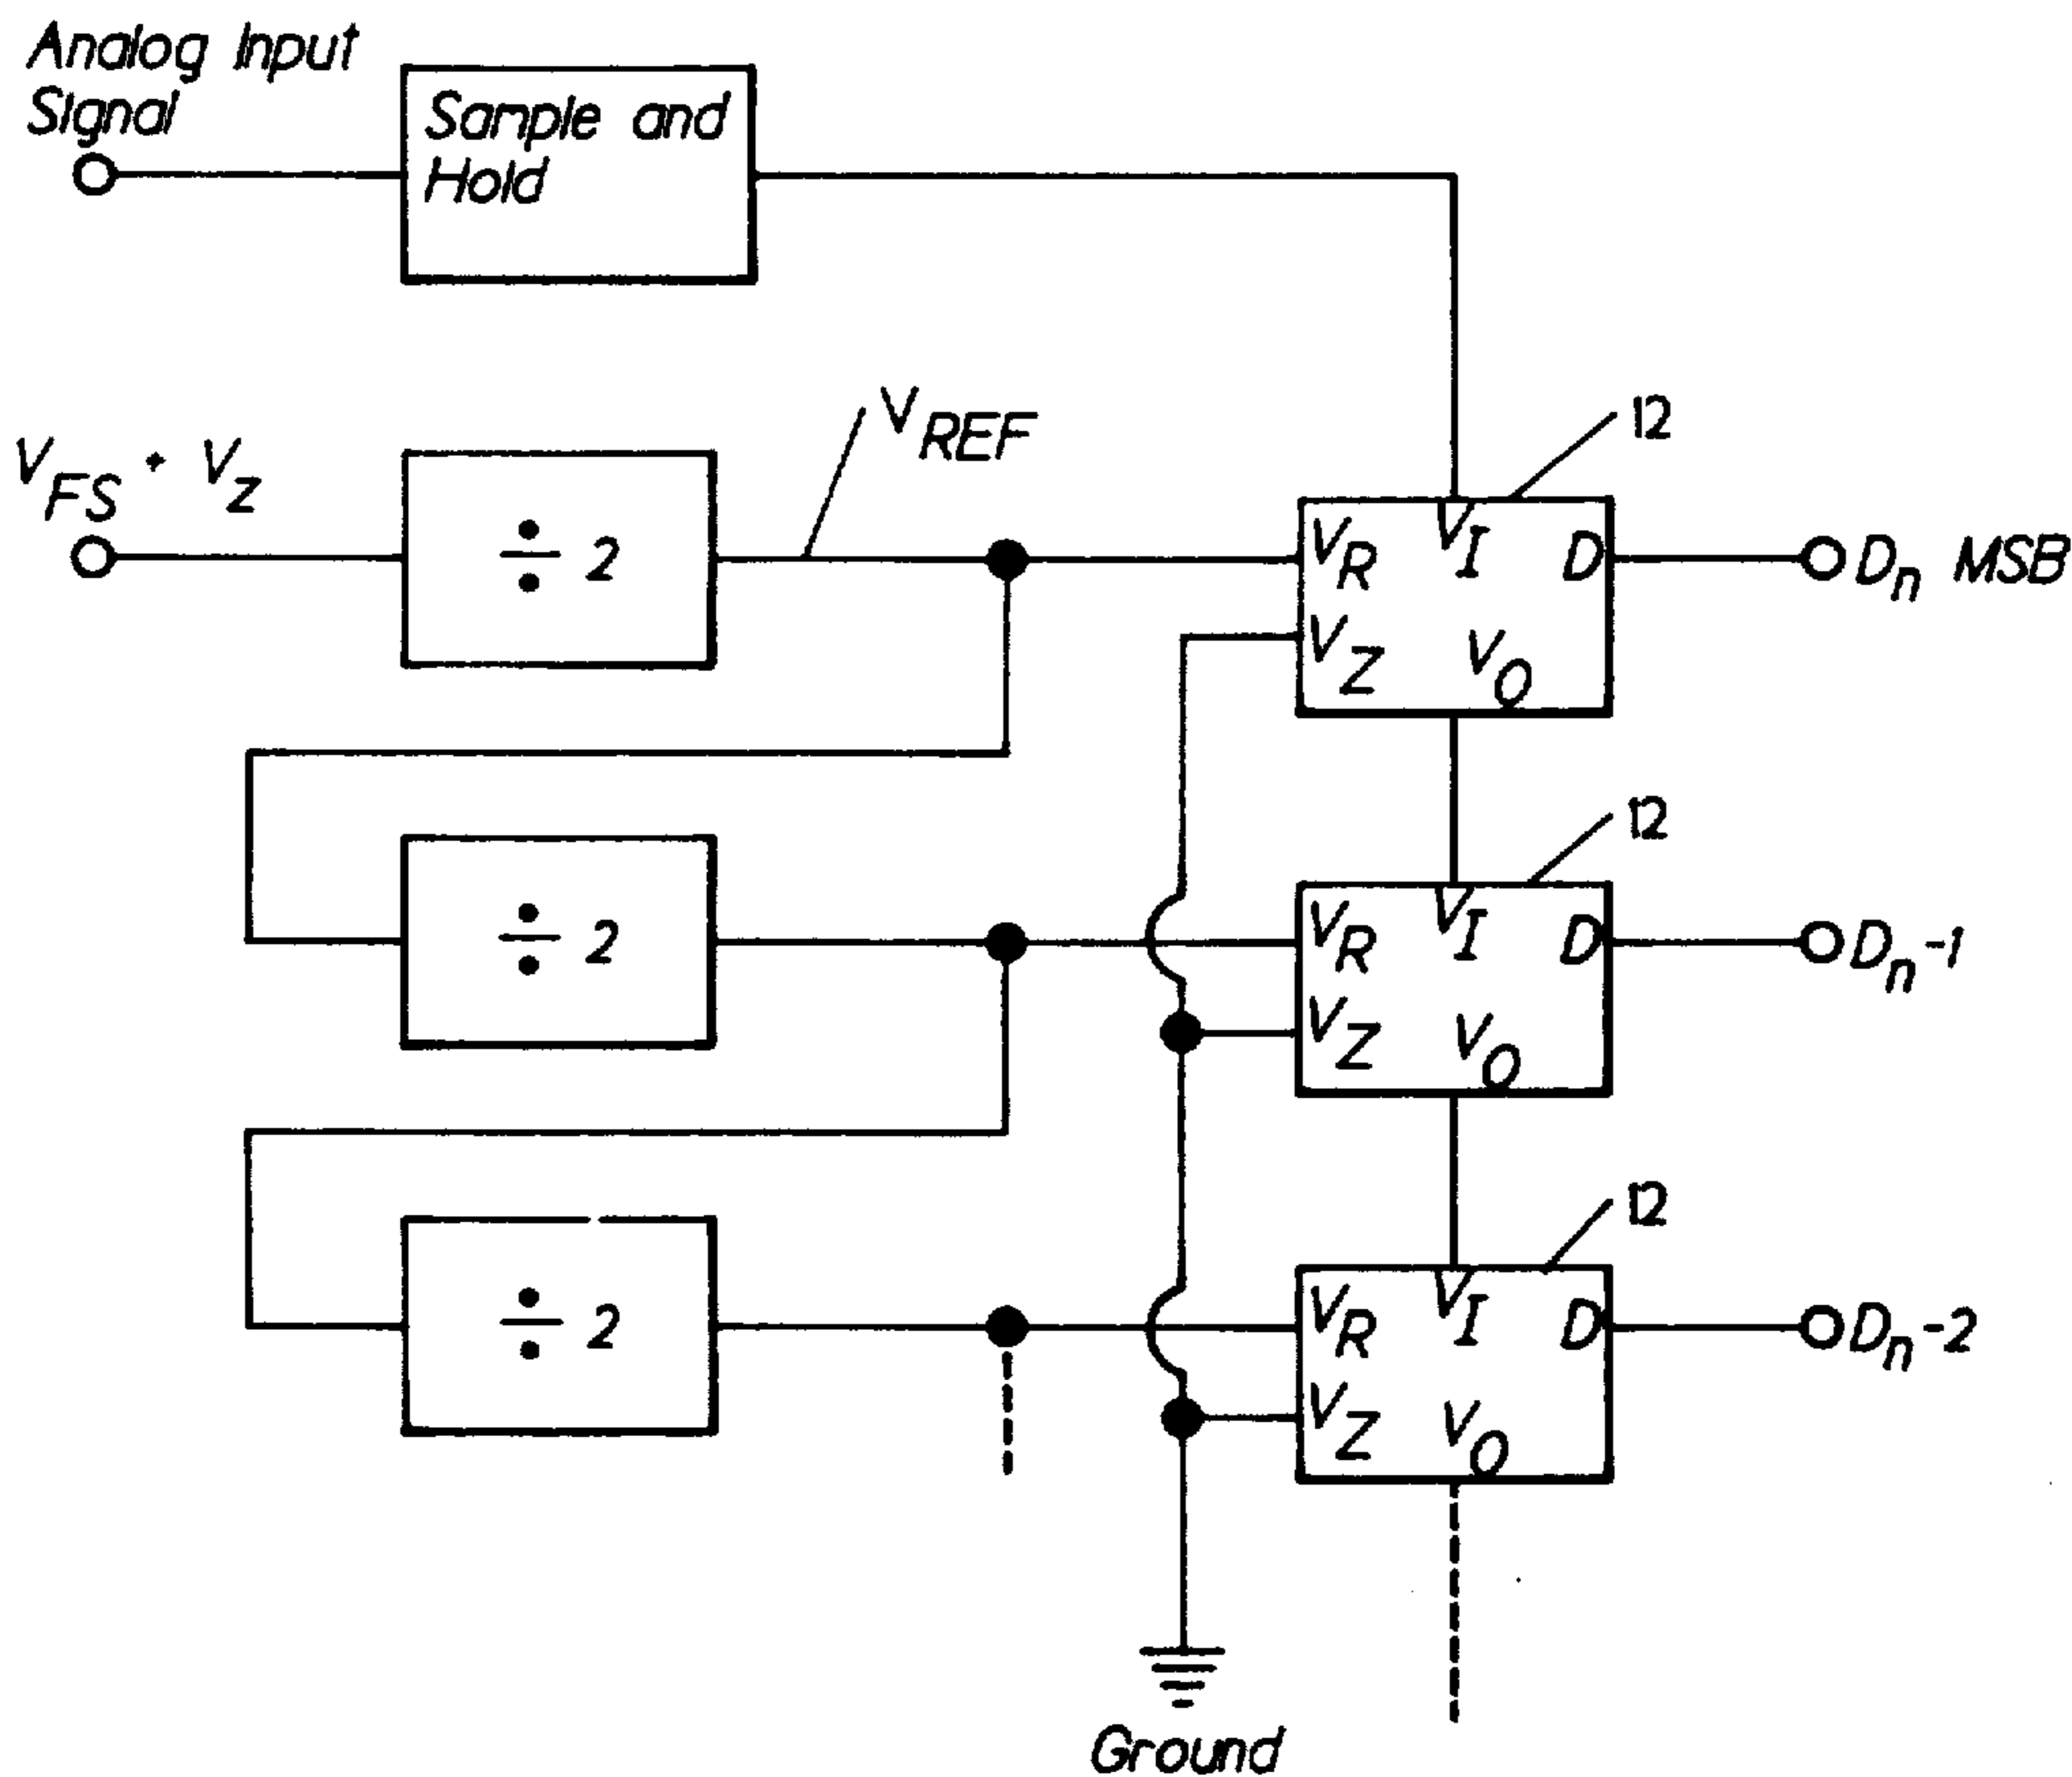 Analog Input
Signal
Sample and
Hold
V_REF
12
V_FS + V_Z
÷ 2
V_R
V_I
D
D_n MSB
V_Z
V_O
12
÷ 2
V_R
V_I
D
D_n-1
V_Z
V_O
12
÷ 2
V_R
V_I
D
D_n-2
V_Z
V_O
Ground